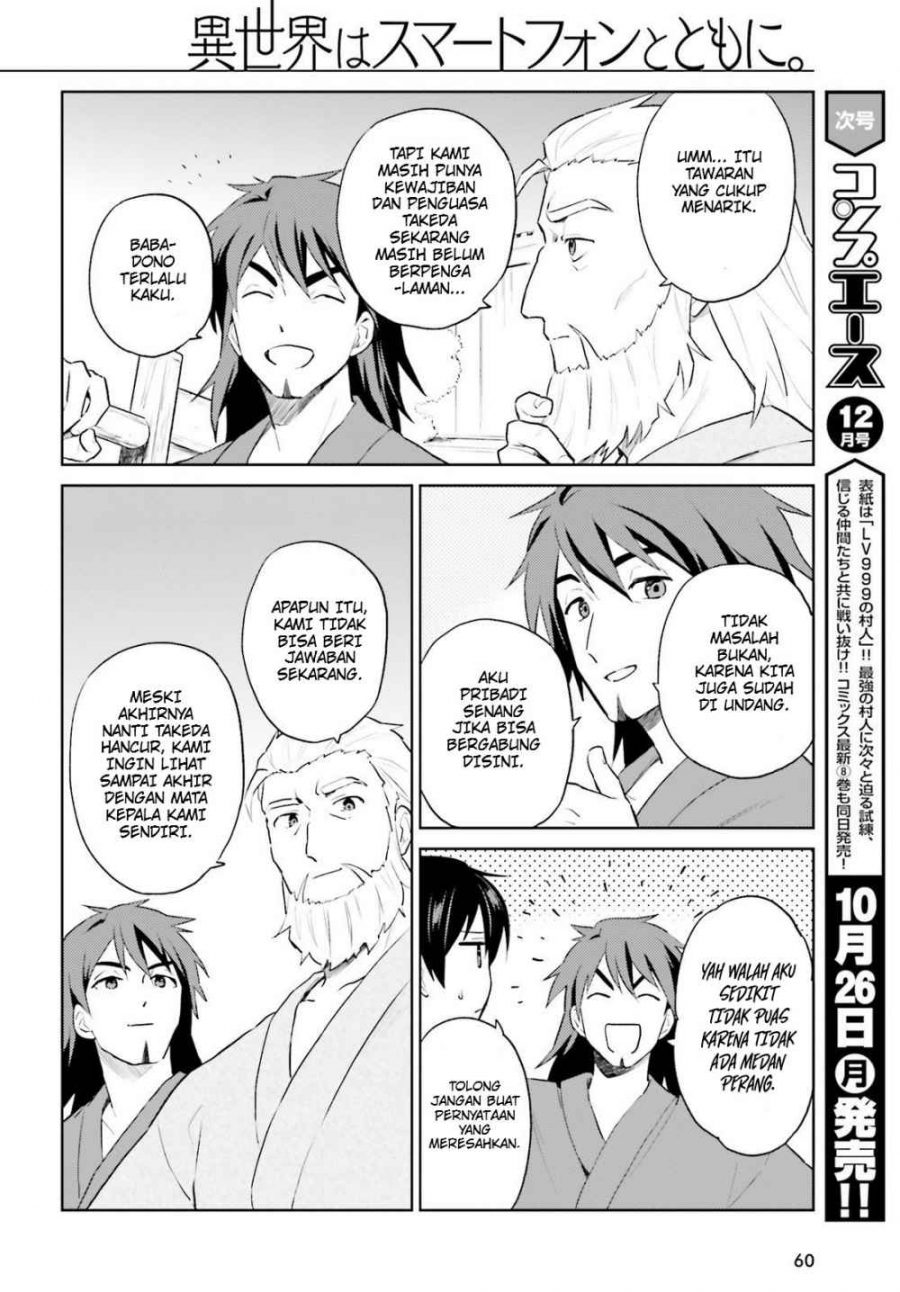 異世界はスマートフォンとともに。
UMM... ITU
TAWARAN
YANG CUKUP
MENARIK.
TAPI KAMI
MASIH PUNYA
KEWAJIBAN
DAN PENGUASA
TAKEDA
SEKARANG
MASIH BELUM
BERPENGA
-LAMAN...
BABA-
DONO
TERLALU
KAKU.
TIDAK
MASALAH
BUKAN,
KARENA KITA
JUGA SUDAH
DI UNDANG.
AKU
PRIBADI
SENANG
JIKA BISA
BERGABUNG
DISINI.
APAPUN ITU,
KAMI TIDAK
BISA BERI
JAWABAN
SEKARANG.
MESKI
AKHIRNYA
NANTI TAKEDA
HANCUR, KAMI
INGIN LIHAT
SAMPAI AKHIR
DENGAN MATA
KEPALA KAMI
SENDIRI.
YAH WALAH AKU
SEDIKIT
TIDAK PUAS
KARENA TIDAK
ADA MEDAN
PERANG.
TOLONG
JANGAN BUAT
PERNYATAAN
YANG
MERESAHKAN.
次号
コンプエース
12
月号
表紙は「LV999の村人」!! 最強の村人に次々と迫る試練、
信じる仲間たちと共に戦い抜け!! コミックス最新⑧巻も同日発売!
10月26日(月)発売!!
60